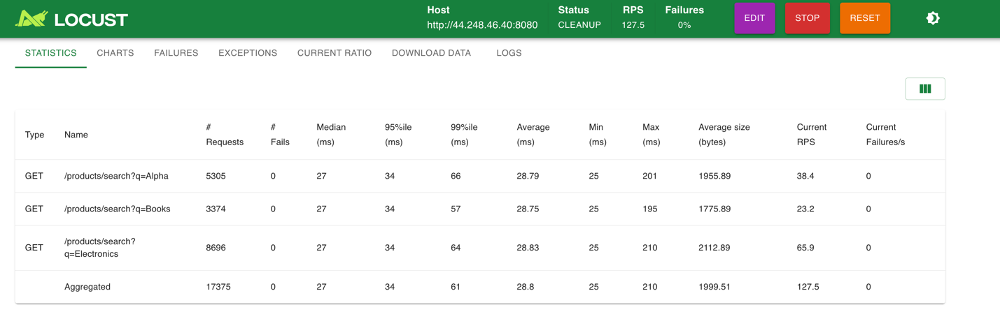 LOCUST
Host
http://44.248.46.40:8080
Status
CLEANUP
RPS
127.5
Failures
0%
EDIT
STOP
RESET
STATISTICS CHARTS FAILURES EXCEPTIONS CURRENT RATIO DOWNLOAD DATA LOGS
Type Name # Requests # Fails Median (ms) 95%ile (ms) 99%ile (ms) Average (ms) Min (ms) Max (ms) Average size (bytes) Current RPS Current Failures/s
GET /products/search?q=Alpha 5305 0 27 34 66 28.79 25 201 1955.89 38.4 0
GET /products/search?q=Books 3374 0 27 34 57 28.75 25 195 1775.89 23.2 0
GET /products/search?q=Electronics 8696 0 27 34 64 28.83 25 210 2112.89 65.9 0
Aggregated 17375 0 27 34 61 28.8 25 210 1999.51 127.5 0